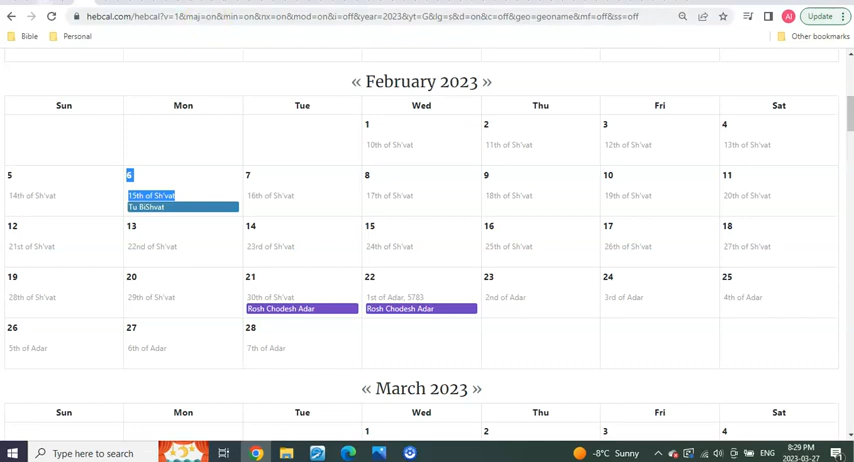 hebcal.com/hebcal?v=1&maj=on&min=on&nx=on&mod=on&i=off&year=2023&yt=G&lg=s&d=on&c=off&geo=geoname&mf=off&ss=off
AI
Update
Bible
Personal
Other bookmarks
« February 2023 »
Sun Mon Tue Wed Thu Fri Sat
1 2 3 4
10th of Sh'vat 11th of Sh'vat 12th of Sh'vat 13th of Sh'vat
5 6 7 8 9 10 11
14th of Sh'vat 15th of Sh'vat 16th of Sh'vat 17th of Sh'vat 18th of Sh'vat 19th of Sh'vat 20th of Sh'vat
Tu BiShvat
12 13 14 15 16 17 18
21st of Sh'vat 22nd of Sh'vat 23rd of Sh'vat 24th of Sh'vat 25th of Sh'vat 26th of Sh'vat 27th of Sh'vat
19 20 21 22 23 24 25
28th of Sh'vat 29th of Sh'vat 30th of Sh'vat 1st of Adar, 5783 2nd of Adar 3rd of Adar 4th of Adar
Rosh Chodesh Adar Rosh Chodesh Adar
26 27 28
5th of Adar 6th of Adar 7th of Adar
« March 2023 »
Sun Mon Tue Wed Thu Fri Sat
1 2 3 4
Type here to search
-8°C Sunny
ENG
8:29 PM
2023-03-27